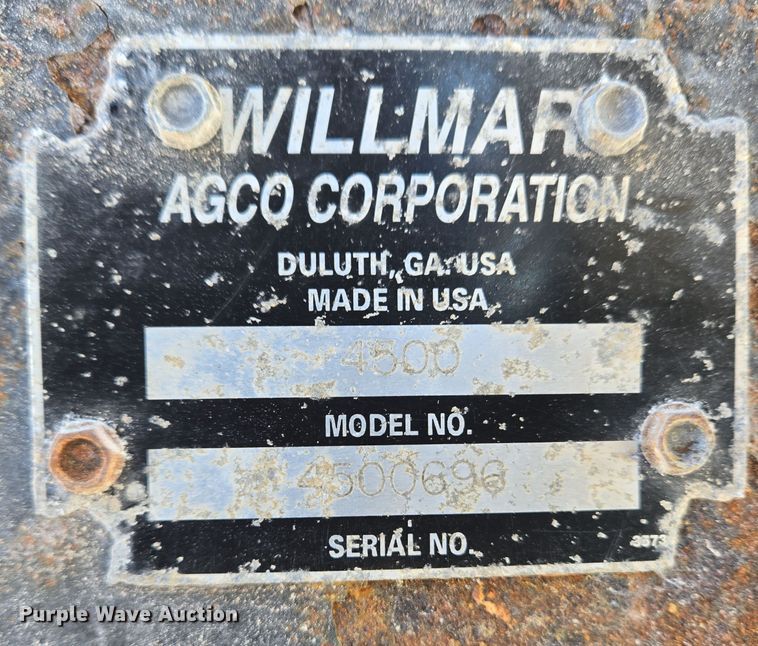 WILLMAR
AGCO CORPORATION
DULUTH, GA. USA
MADE IN USA
4500
MODEL NO.
4500696
SERIAL NO.
Purple Wave Auction